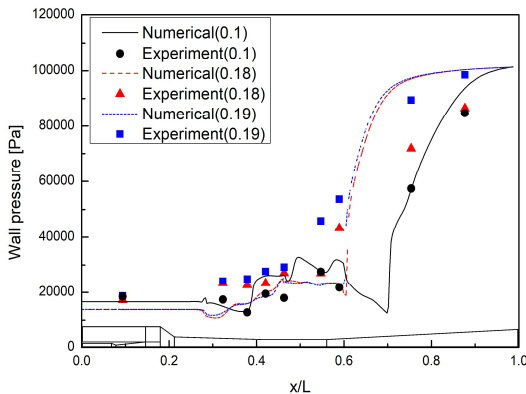 Numerical(0.1)
Experiment(0.1)
Numerical(0.18)
Experiment(0.18)
Numerical(0.19)
Experiment(0.19)
120000
100000
80000
60000
40000
20000
0
Wall pressure [Pa]
0.0 0.2 0.4 0.6 0.8 1.0
x/L